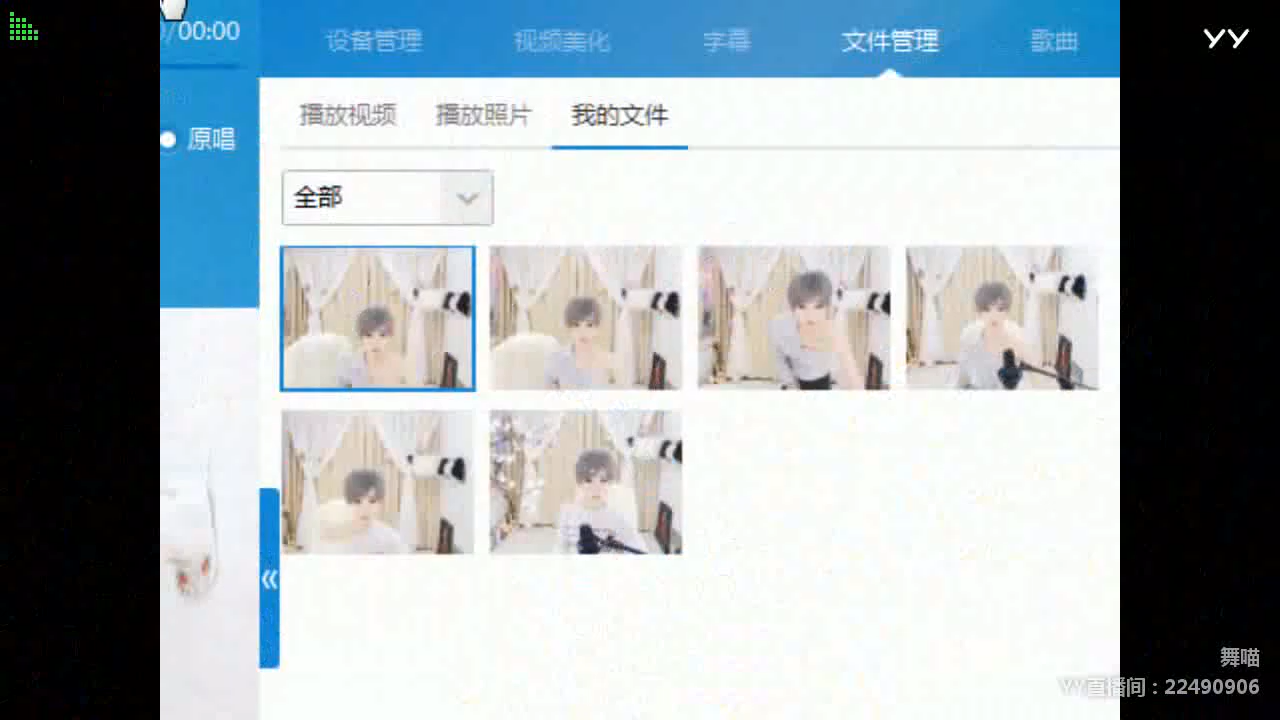 /00:00
设备管理 视频美化 字幕 文件管理 歌曲
YY
播放视频 播放照片 我的文件
原唱
全部
«
舞喵
YY直播间：22490906